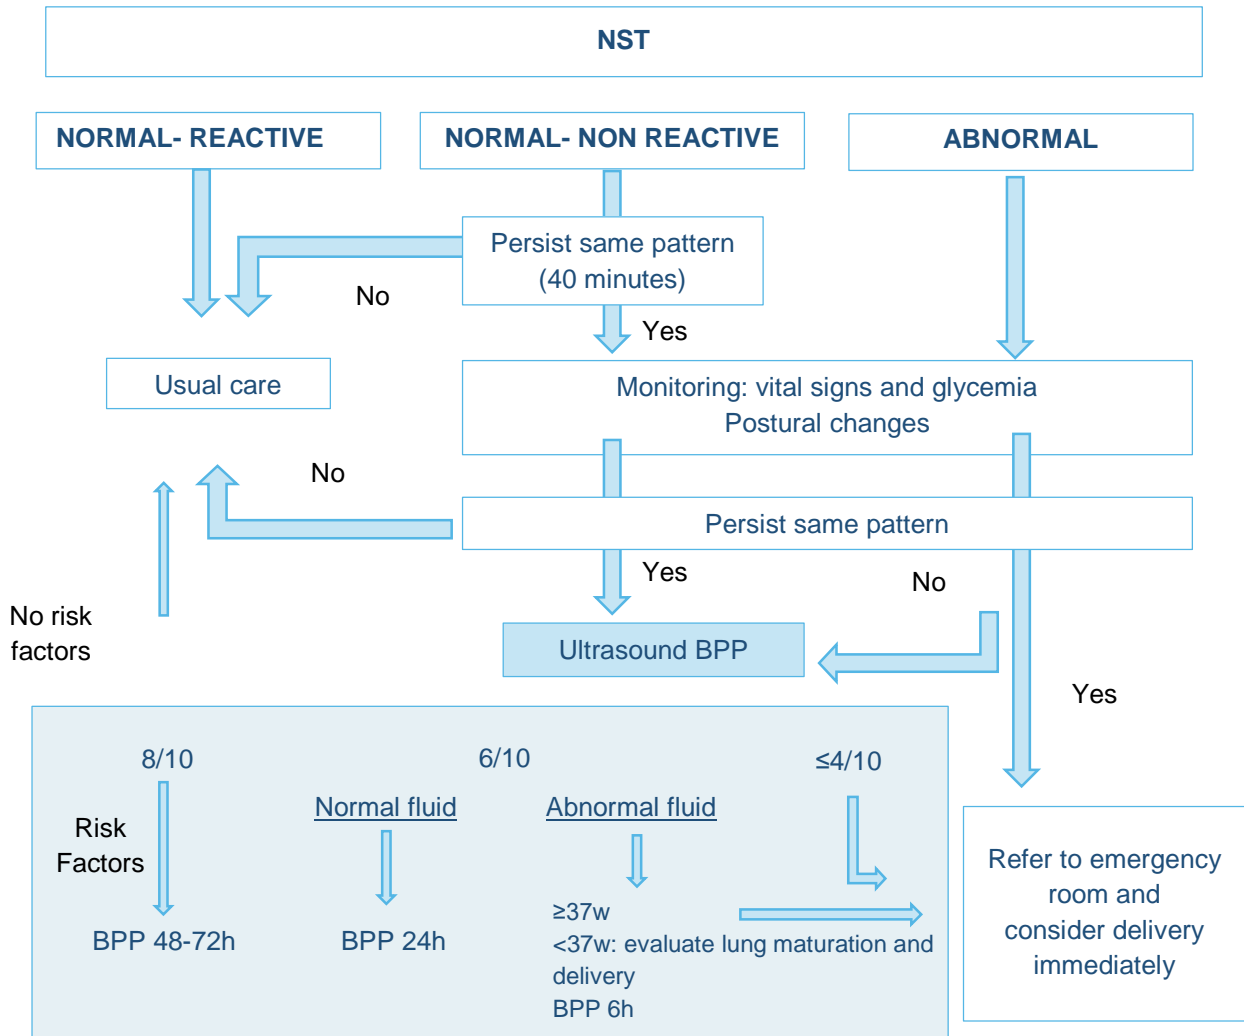 NST
NORMAL- REACTIVE
NORMAL- NON REACTIVE
ABNORMAL
Persist same pattern
(40 minutes)
No
Yes
Usual care
Monitoring: vital signs and glycemia
Postural changes
No
Persist same pattern
Yes
No
No risk
factors
Ultrasound BPP
Yes
8/10
6/10
≤4/10
Normal fluid
Abnormal fluid
Risk
Factors
BPP 48-72h
BPP 24h
≥37w
<37w: evaluate lung maturation and
delivery
BPP 6h
Refer to emergency
room and
consider delivery
immediately